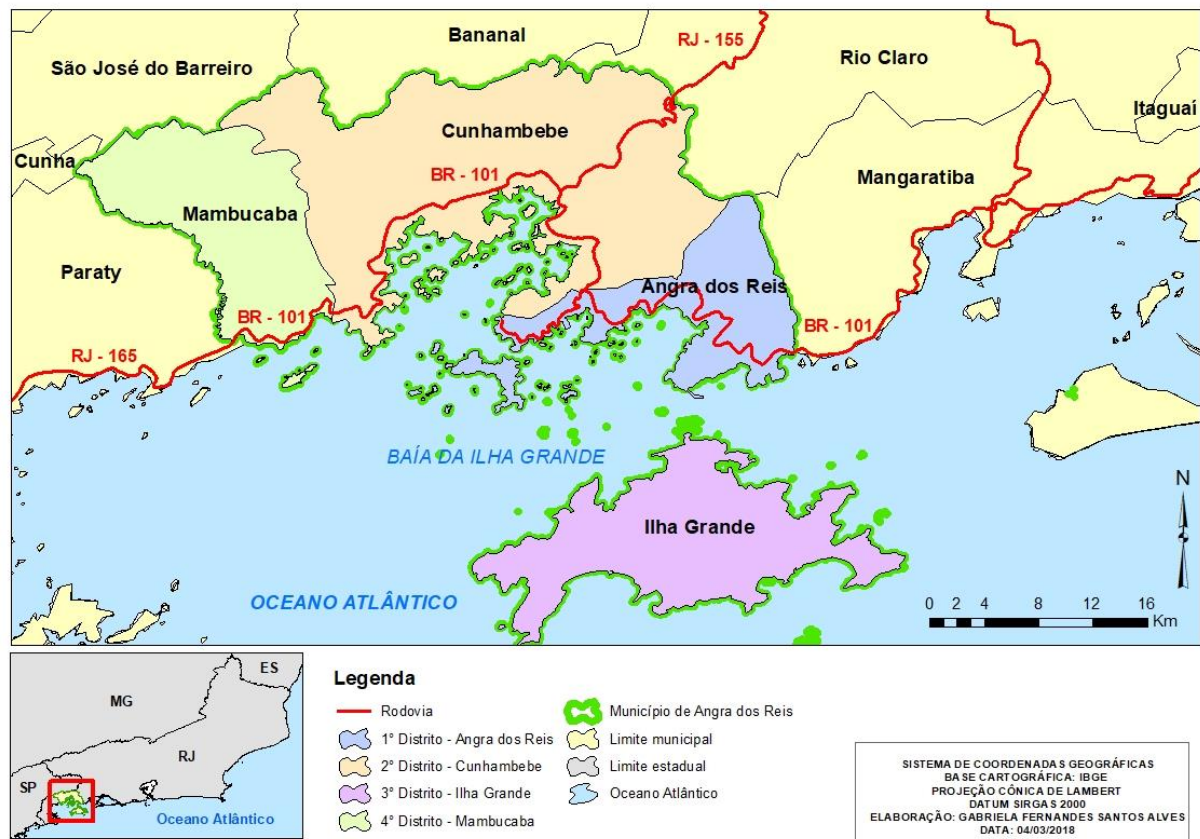 Bananal
RJ - 155
São José do Barreiro
Rio Claro
Itaguaí
Cunhambebe
Cunha
BR - 101
Mangaratiba
Mambucaba
Paraty
Angra dos Reis
BR - 101
BR - 101
RJ - 165
BAÍA DA ILHA GRANDE
N
Ilha Grande
OCEANO ATLÂNTICO
0 2 4 8 12 16
Km
ES
MG
RJ
SP
Oceano Atlântico
Legenda
Rodovia
1º Distrito - Angra dos Reis
2º Distrito - Cunhambebe
3º Distrito - Ilha Grande
4º Distrito - Mambucaba
Município de Angra dos Reis
Limite municipal
Limite estadual
Oceano Atlântico
SISTEMA DE COORDENADAS GEOGRÁFICAS
BASE CARTOGRÁFICA: IBGE
PROJEÇÃO CÔNICA DE LAMBERT
DATUM SIRGAS 2000
ELABORAÇÃO: GABRIELA FERNANDES SANTOS ALVES
DATA: 04/03/2018